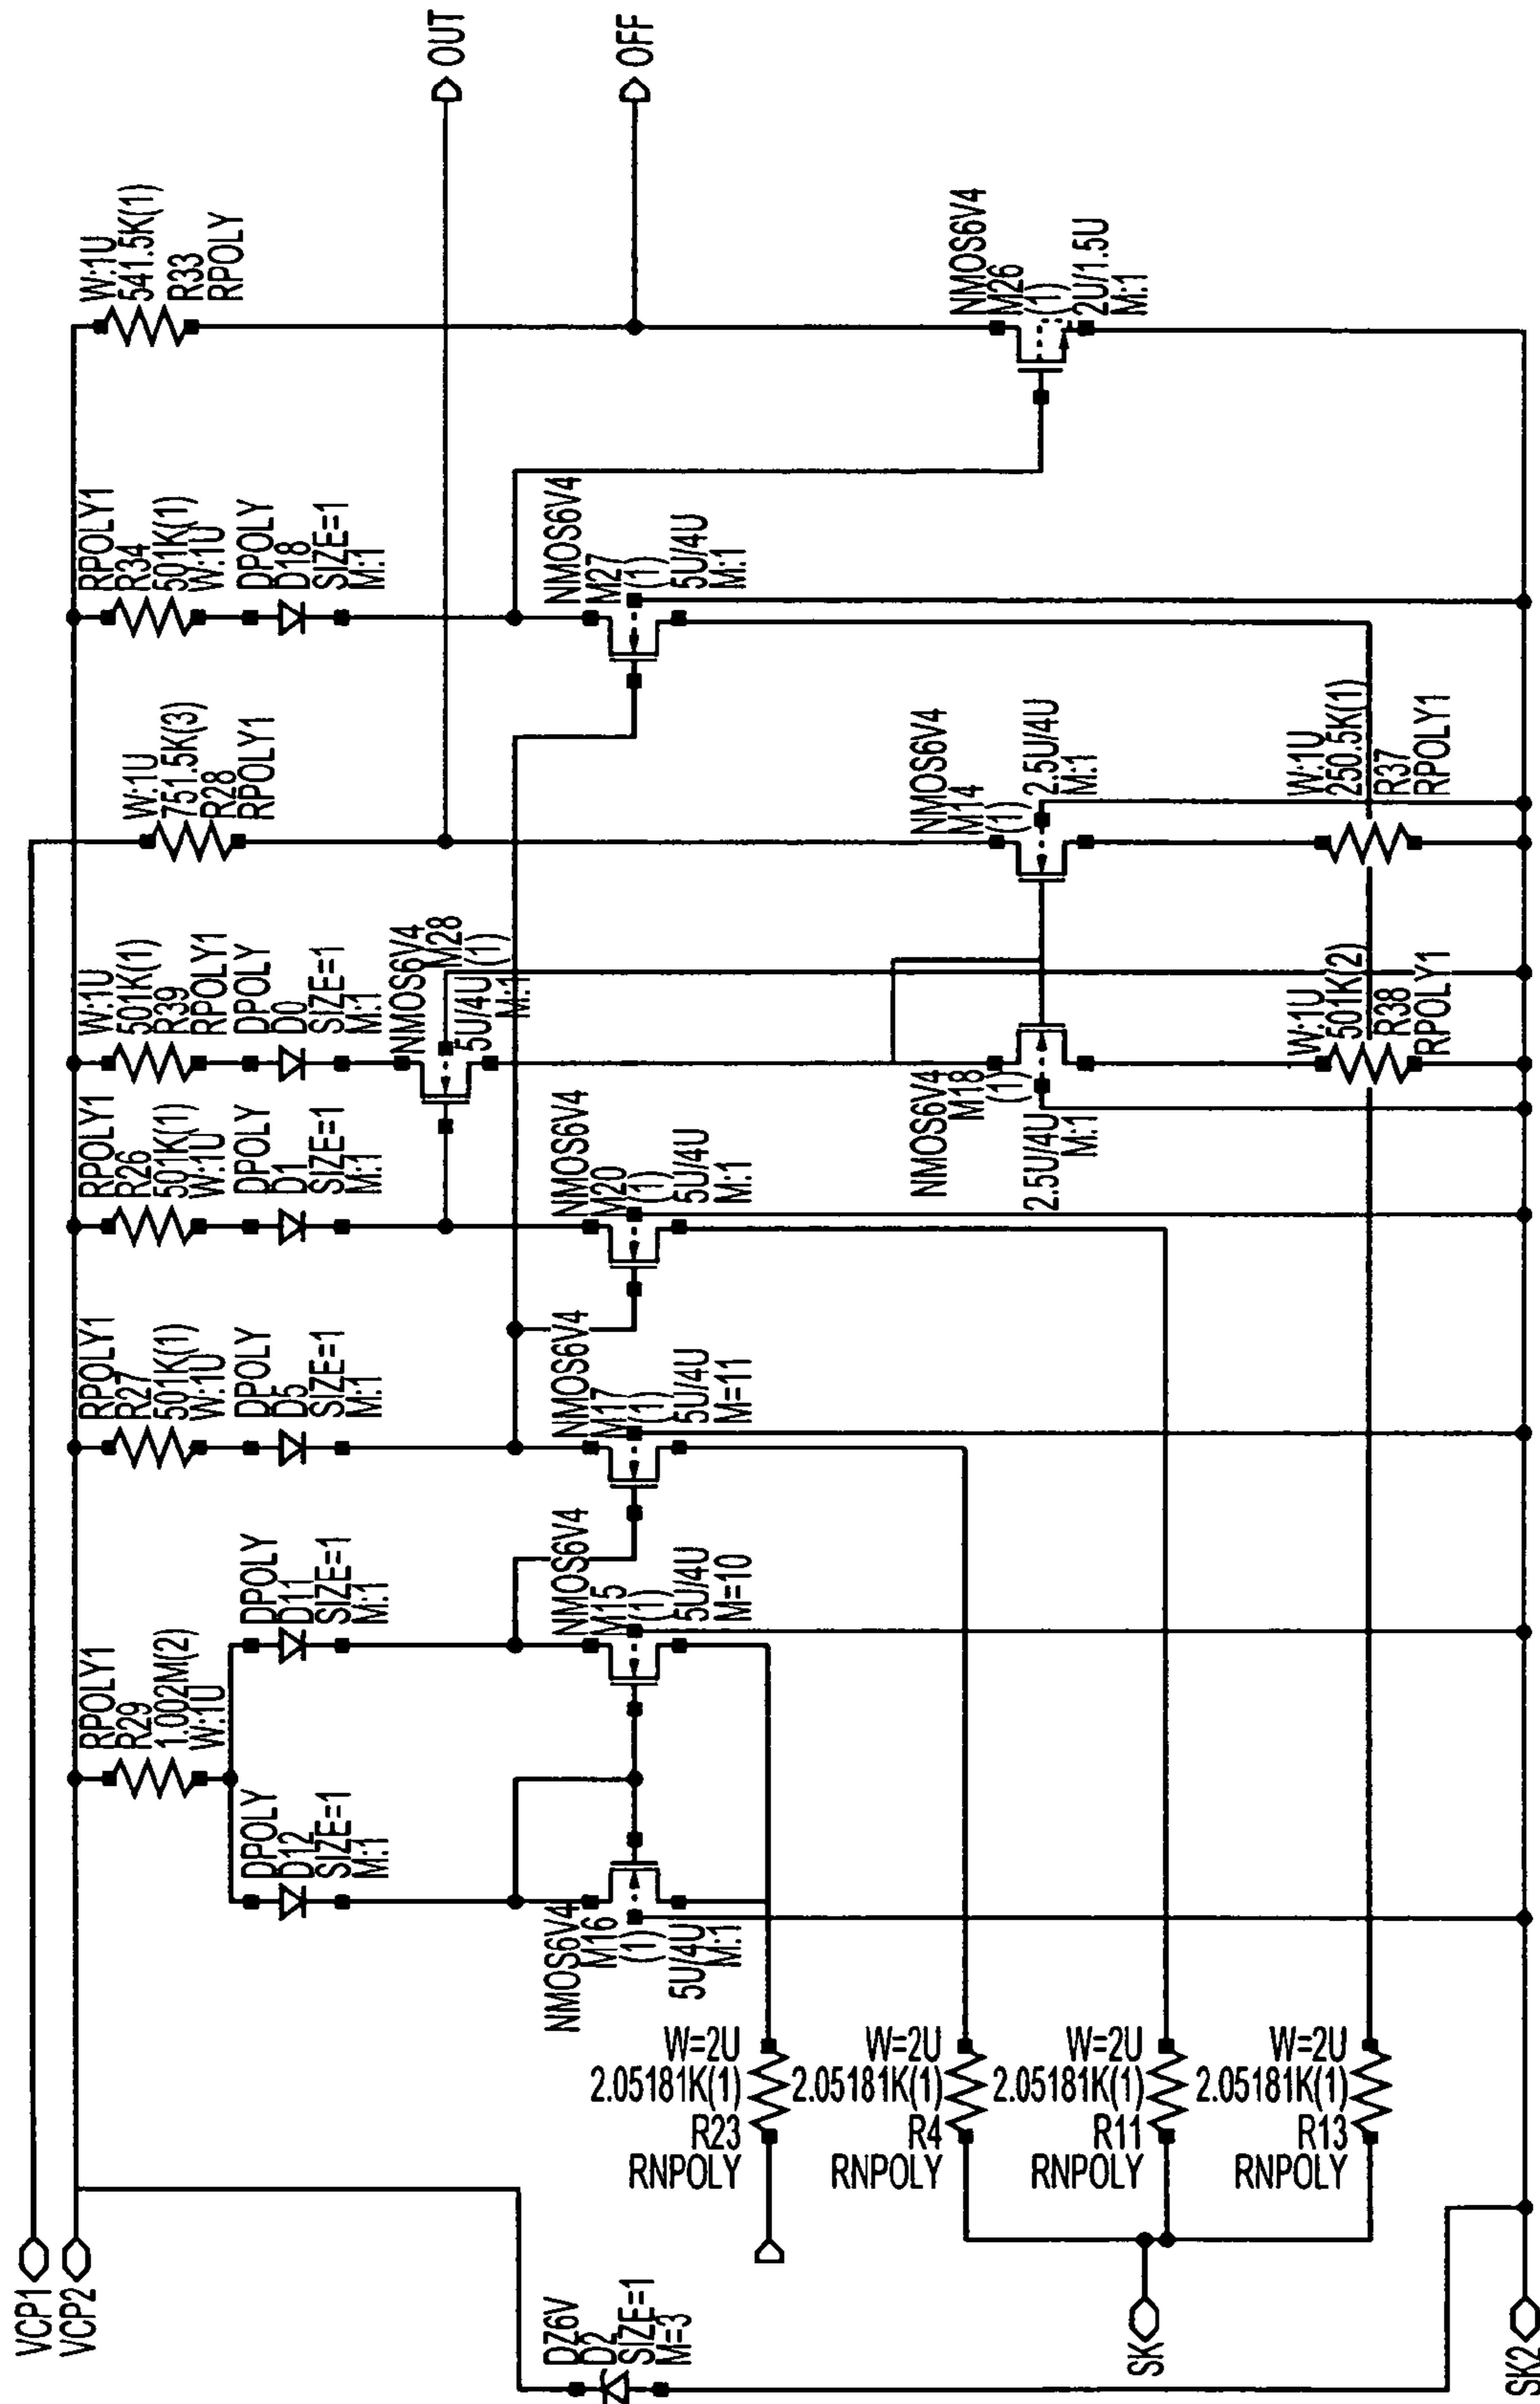 VCP1
VCP2
DZ6V
D2
SIZE=1
M=3
SK
SK2
W=2U
2.05181K(1)
R23
RNPOLY
W=2U
2.05181K(1)
R4
RNPOLY
W=2U
2.05181K(1)
R11
RNPOLY
W=2U
2.05181K(1)
R13
RNPOLY
DPOLY
D12
SIZE=1
M:1
NMOS6V4
M16
(1)
5U/4U
M:1
RPOLY1
R29
1.002M(2)
W:1U
DPOLY
D11
SIZE=1
M:1
NMOS6V4
M15
(1)
5U/4U
M=10
RPOLY1
R27
501K(1)
W:1U
DPOLY
D5
SIZE=1
M:1
NMOS6V4
M17
(1)
5U/4U
M=11
RPOLY1
R26
501K(1)
W:1U
DPOLY
D1
SIZE=1
M:1
NMOS6V4
M20
(1)
5U/4U
M:1
W:1U
501K(1)
R39
RPOLY1
DPOLY
D0
SIZE=1
M:1
NMOS6V4
M28
(1)
5U/4U
M:1
NMOS6V4
M18
(1)
2.5U/4U
M:1
W:1U
501K(2)
R38
RPOLY1
W:1U
751.5K(3)
R28
RPOLY1
NMOS6V4
M14
(1)
2.5U/4U
M:1
W:1U
250.5K(1)
R37
RPOLY1
RPOLY1
R34
501K(1)
W:1U
DPOLY
D18
SIZE=1
M:1
NMOS6V4
M27
(1)
5U/4U
M:1
W:1U
541.5K(1)
R33
RPOLY
NMOS6V4
M26
(1)
2U/1.5U
M:1
OUT
OFF